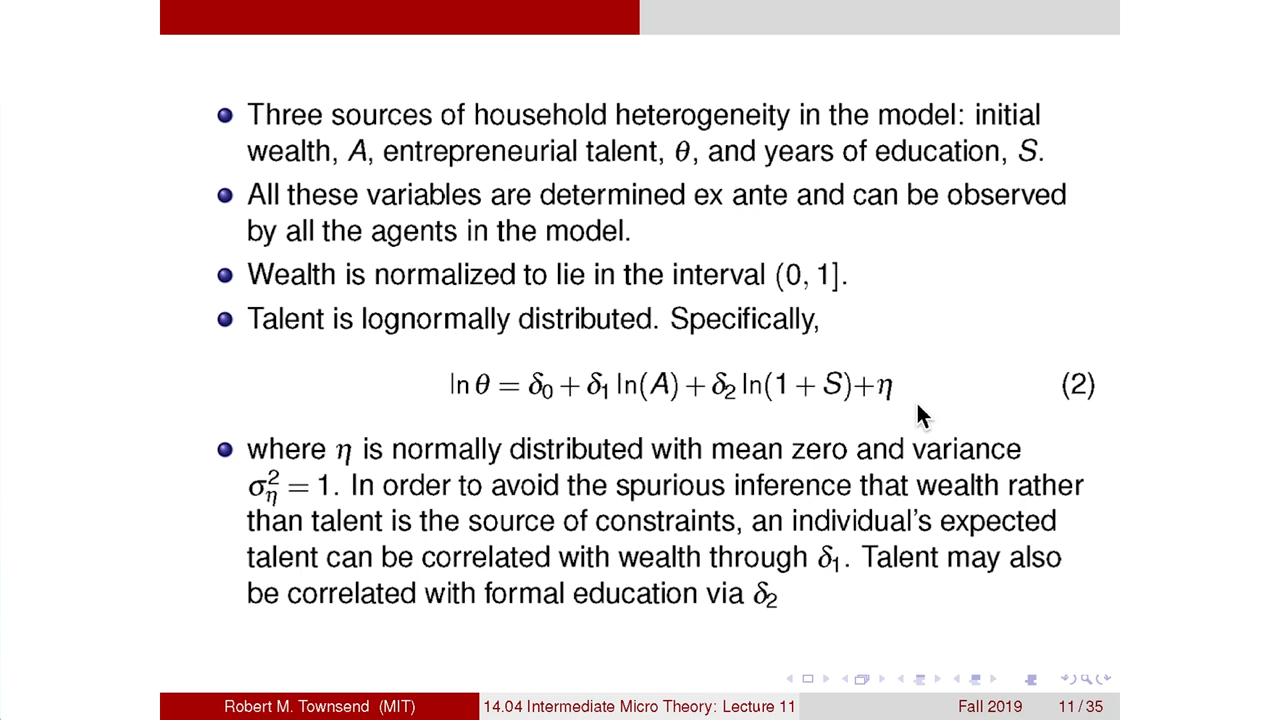 Three sources of household heterogeneity in the model: initial
wealth, A, entrepreneurial talent, θ, and years of education, S.
All these variables are determined ex ante and can be observed
by all the agents in the model.
Wealth is normalized to lie in the interval (0, 1].
Talent is lognormally distributed. Specifically,
ln θ = δ₀ + δ₁ ln(A) + δ₂ ln(1 + S)+η (2)
where η is normally distributed with mean zero and variance
σ²_η = 1. In order to avoid the spurious inference that wealth rather
than talent is the source of constraints, an individual's expected
talent can be correlated with wealth through δ₁. Talent may also
be correlated with formal education via δ₂
Robert M. Townsend (MIT) 14.04 Intermediate Micro Theory: Lecture 11 Fall 2019 11 / 35